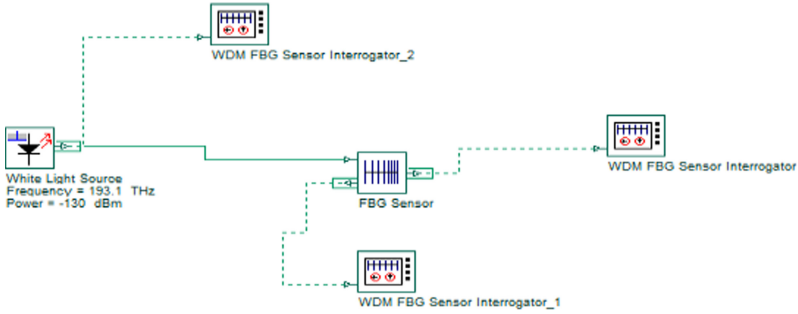 WDM FBG Sensor Interrogator_2
White Light Source
Frequency = 193.1 THz
Power = -130 dBm
FBG Sensor
WDM FBG Sensor Interrogator
WDM FBG Sensor Interrogator_1